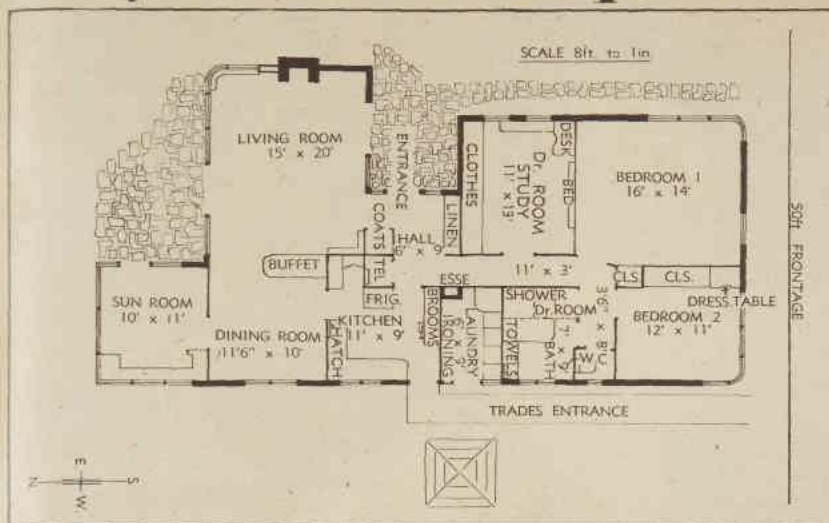 SCALE 8ft. to 1in
LIVING ROOM
15' x 20'
ENTRANCE
COATS
TEL
HALL
6' x 9'
LINEN
CLOTHES
Dr. ROOM
STUDY
11' x 13'
DESK
BED
BEDROOM 1
16' x 14'
50ft FRONTAGE
BUFFET
FRIG.
ESSE
11' x 3'
CLS.
CLS.
DRESS.TABLE
SUN ROOM
10' x 11'
DINING ROOM
11'6" x 10'
HATCH
KITCHEN
11' x 9'
BROOMS
IRONING
LAUNDRY
SHOWER
Dr.ROOM
TOWELS
BATH
W.C.
3'6" x 8'
BEDROOM 2
12' x 11'
TRADES ENTRANCE
E
N
S
W.